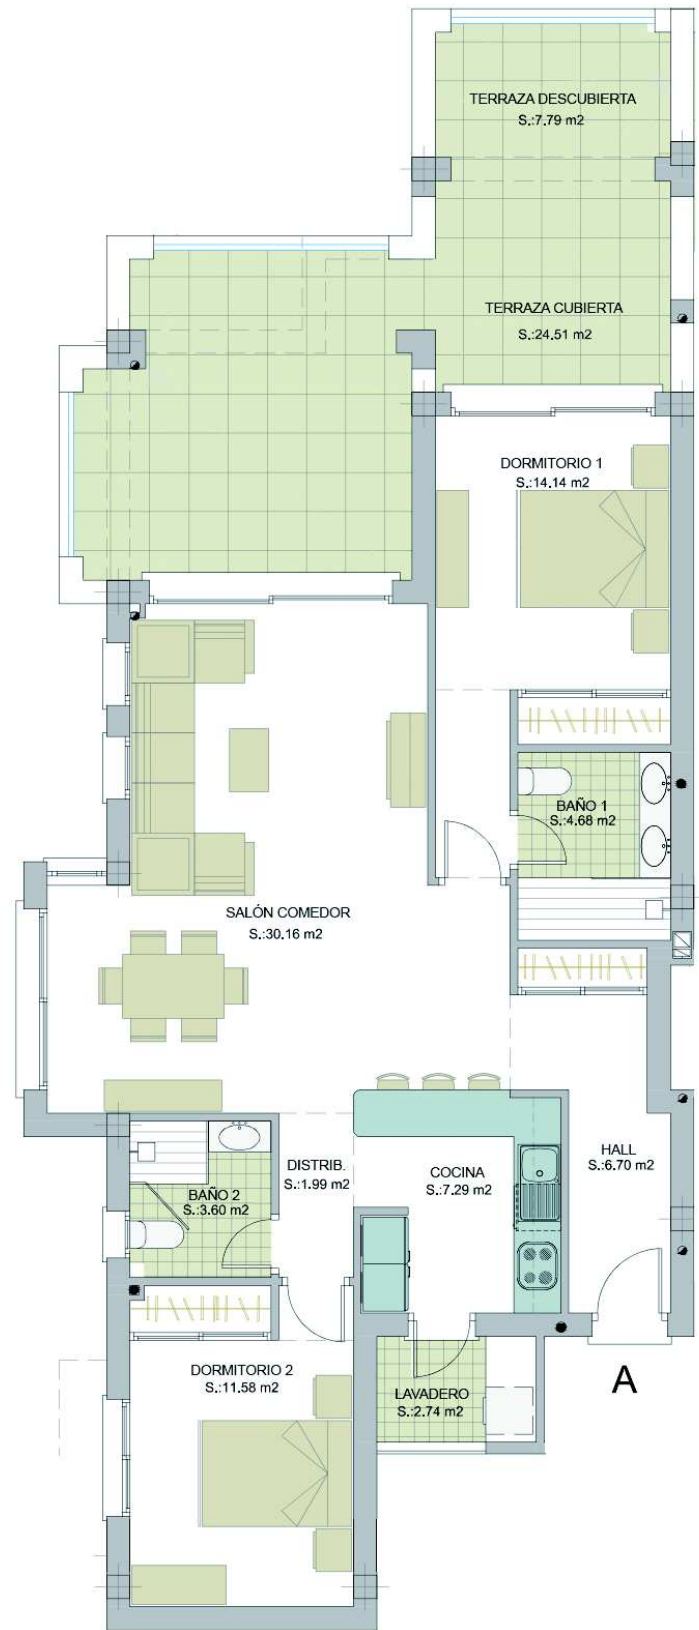 TERRAZA DESCUBIERTA
S.:7.79 m2
TERRAZA CUBIERTA
S.:24.51 m2
DORMITORIO 1
S.:14.14 m2
BAÑO 1
S.:4.68 m2
SALÓN COMEDOR
S.:30.16 m2
HALL
S.:6.70 m2
DISTRIB.
S.:1.99 m2
COCINA
S.:7.29 m2
BAÑO 2
S.:3.60 m2
DORMITORIO 2
S.:11.58 m2
A
LAVADERO
S.:2.74 m2